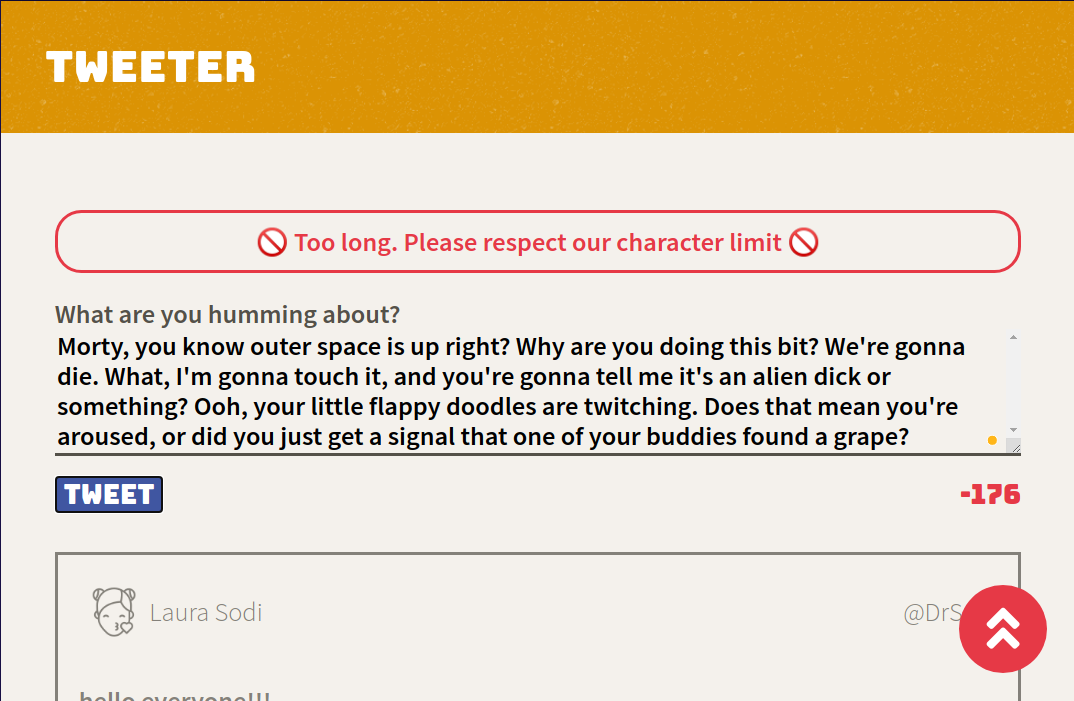 TWEETER
🚫 Too long. Please respect our character limit 🚫
What are you humming about?
Morty, you know outer space is up right? Why are you doing this bit? We're gonna
die. What, I'm gonna touch it, and you're gonna tell me it's an alien dick or
something? Ooh, your little flappy doodles are twitching. Does that mean you're
aroused, or did you just get a signal that one of your buddies found a grape?
TWEET
-176
Laura Sodi
@DrS
hello everyone!!!